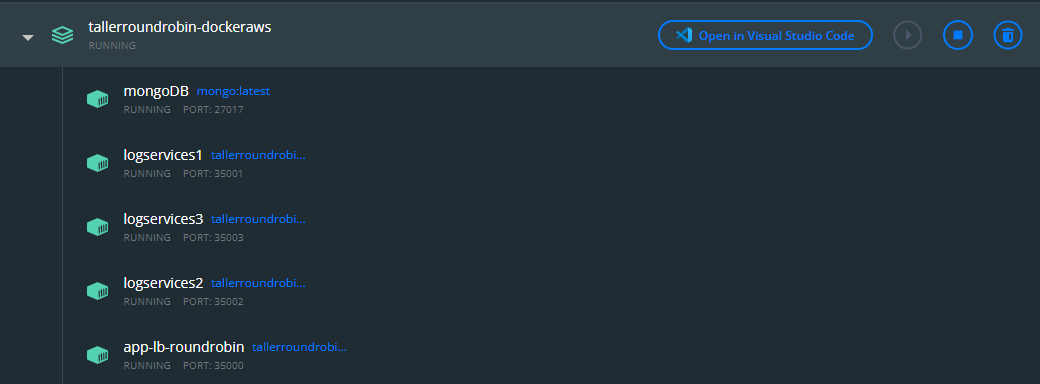 tallerroundrobin-dockeraws
RUNNING
Open in Visual Studio Code
mongoDB mongo:latest
RUNNING PORT: 27017
logservices1 tallerroundrobi...
RUNNING PORT: 35001
logservices3 tallerroundrobi...
RUNNING PORT: 35003
logservices2 tallerroundrobi...
RUNNING PORT: 35002
app-lb-roundrobin tallerroundrobi...
RUNNING PORT: 35000